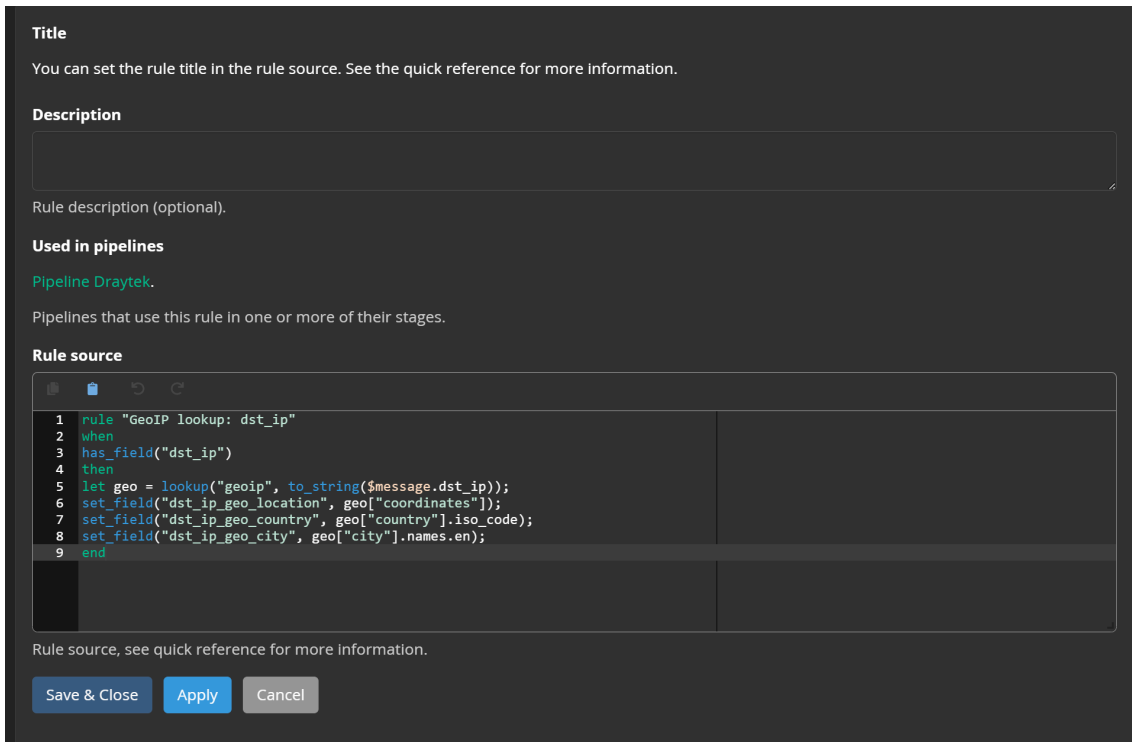 Title
You can set the rule title in the rule source. See the quick reference for more information.
Description
Rule description (optional).
Used in pipelines
Pipeline Draytek.
Pipelines that use this rule in one or more of their stages.
Rule source
1 rule "GeoIP lookup: dst_ip"
2 when
3 has_field("dst_ip")
4 then
5 let geo = lookup("geoip", to_string($message.dst_ip));
6 set_field("dst_ip_geo_location", geo["coordinates"]);
7 set_field("dst_ip_geo_country", geo["country"].iso_code);
8 set_field("dst_ip_geo_city", geo["city"].names.en);
9 end
Rule source, see quick reference for more information.
Save & Close Apply Cancel